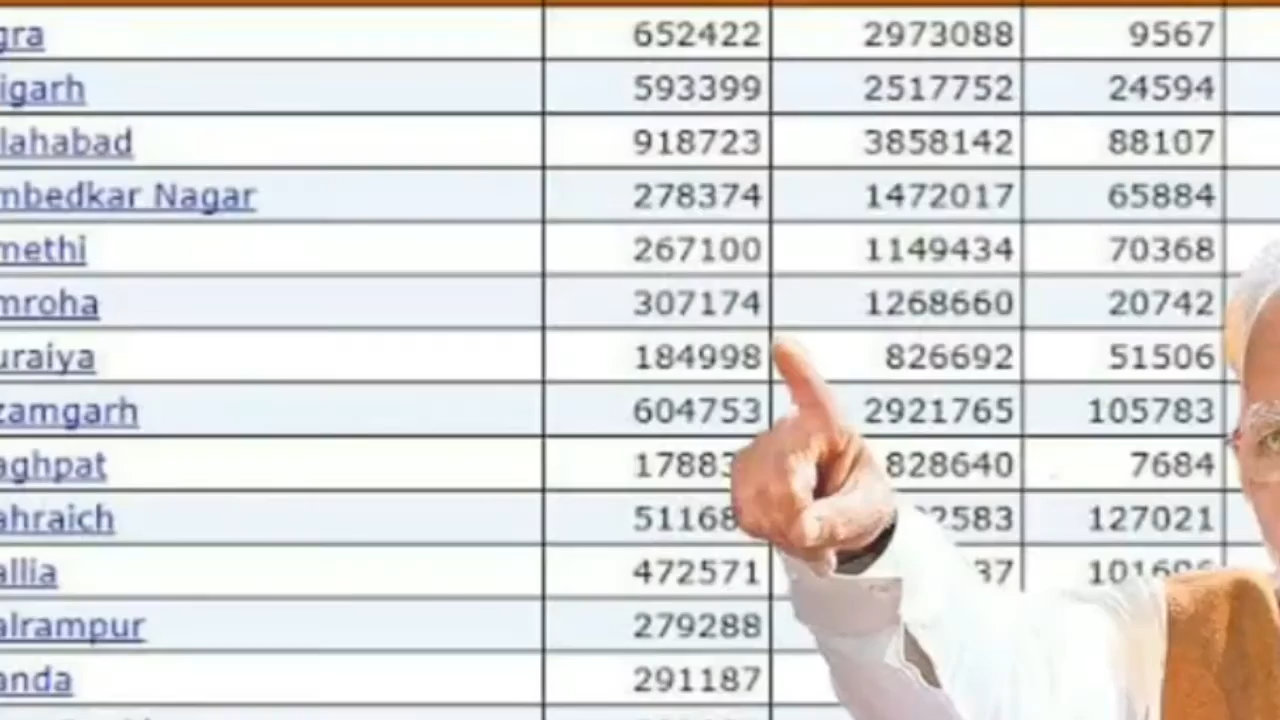 gra 652422 2973088 9567
igarh 593399 2517752 24594
lahabad 918723 3858142 88107
mbedkar Nagar 278374 1472017 65884
methi 267100 1149434 70368
mroha 307174 1268660 20742
uraiya 184998 826692 51506
zamgarh 604753 2921765 105783
aghpat 1788 828640 7684
ahraich 51168 2583 127021
allia 472571 37
alrampur 279288
anda 291187